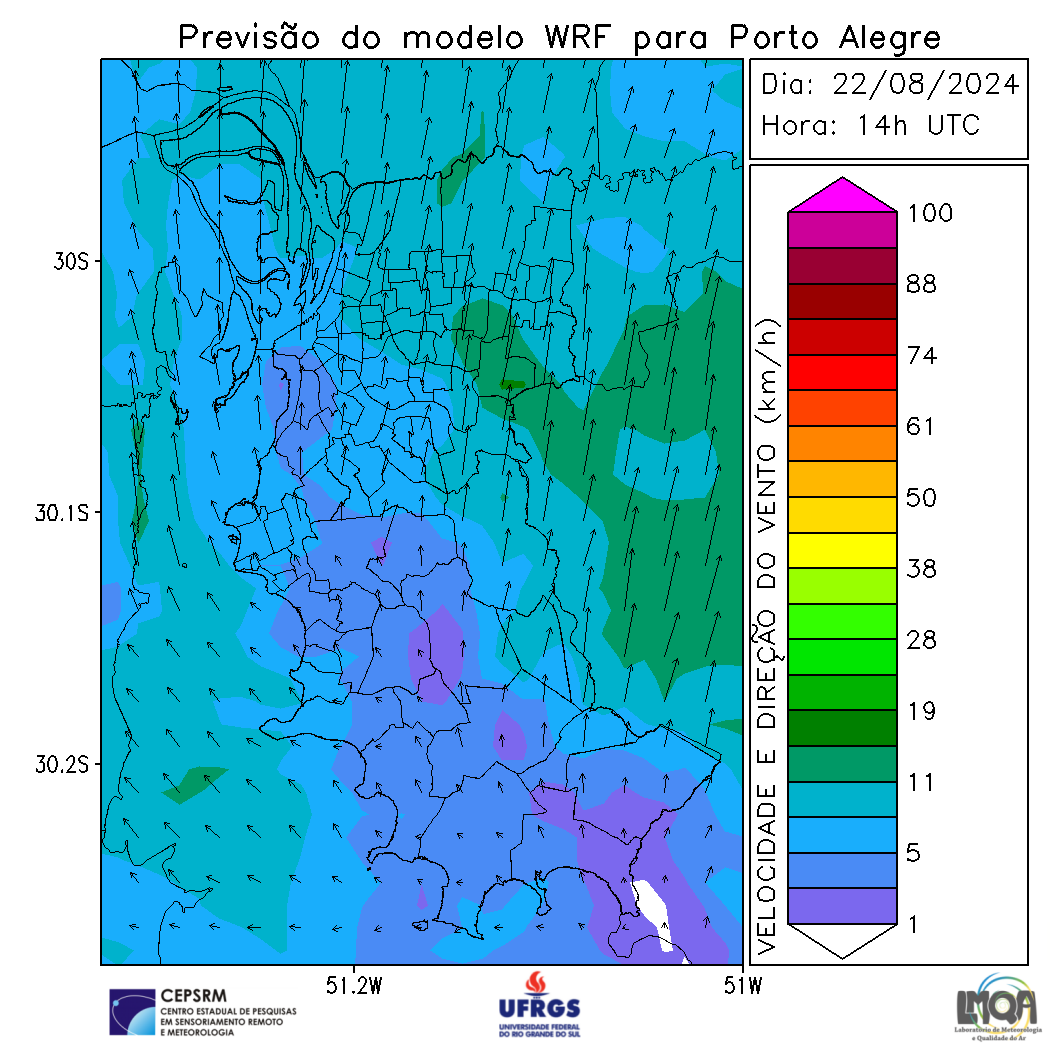 Previsão do modelo WRF para Porto Alegre
Dia: 22/08/2024
Hora: 14h UTC
30S
30.1S
30.2S
51.2W
51W
VELOCIDADE E DIREÇÃO DO VENTO (km/h)
100
88
74
61
50
38
28
19
11
5
1
CEPSRM
CENTRO ESTADUAL DE PESQUISAS
EM SENSORIAMENTO REMOTO
E METEOROLOGIA
UFRGS
UNIVERSIDADE FEDERAL
DO RIO GRANDE DO SUL
LMQA
Laboratório de Meteorologia
e Qualidade do Ar